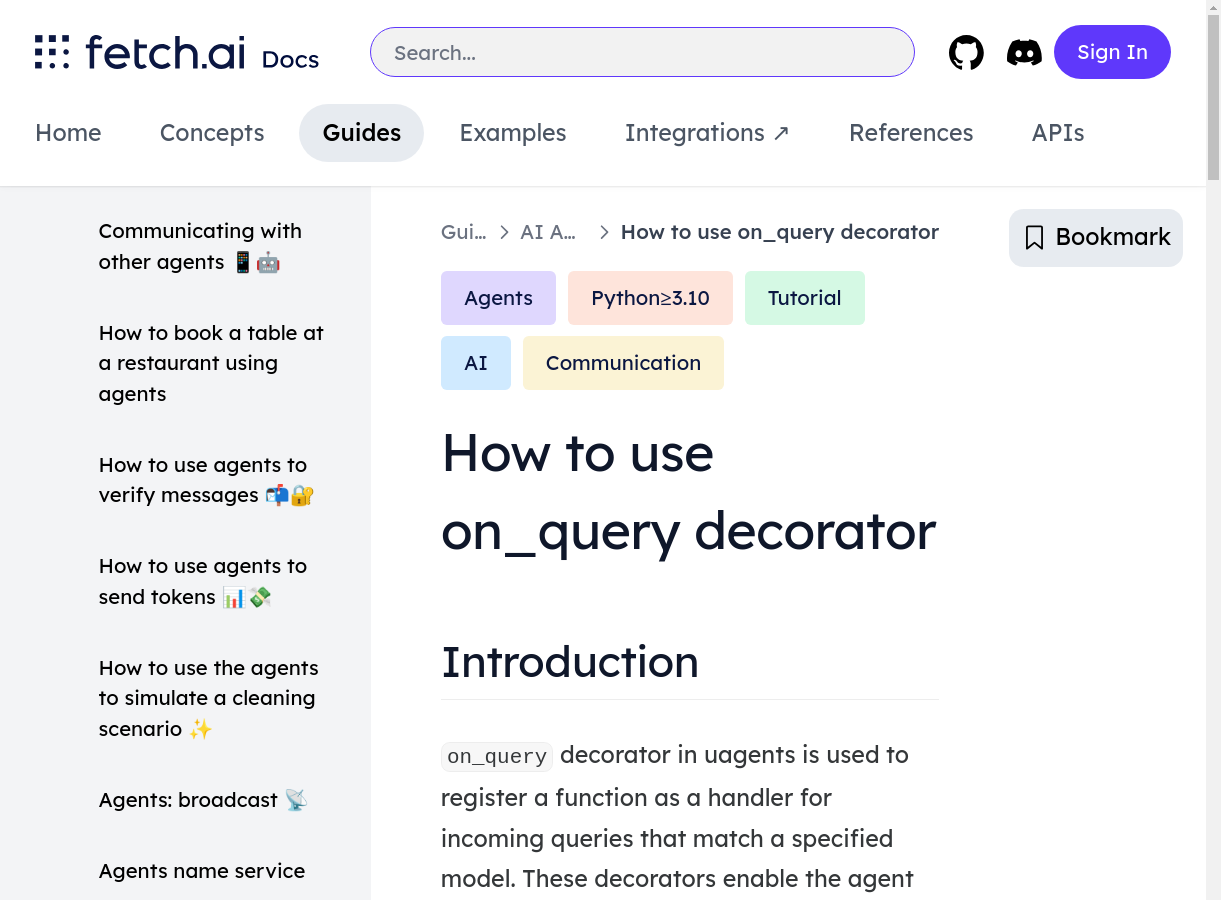 fetch.ai Docs
Search...
Sign In
Home Concepts Guides Examples Integrations ↗ References APIs
Communicating with
other agents 📱🤖
How to book a table at
a restaurant using
agents
How to use agents to
verify messages 📬🔐
How to use agents to
send tokens 📊💸
How to use the agents
to simulate a cleaning
scenario ✨
Agents: broadcast 📡
Agents name service
Gui... > AI A... > How to use on_query decorator
Bookmark
Agents Python≥3.10 Tutorial
AI Communication
How to use
on_query decorator
Introduction
on_query decorator in uagents is used to
register a function as a handler for
incoming queries that match a specified
model. These decorators enable the agent